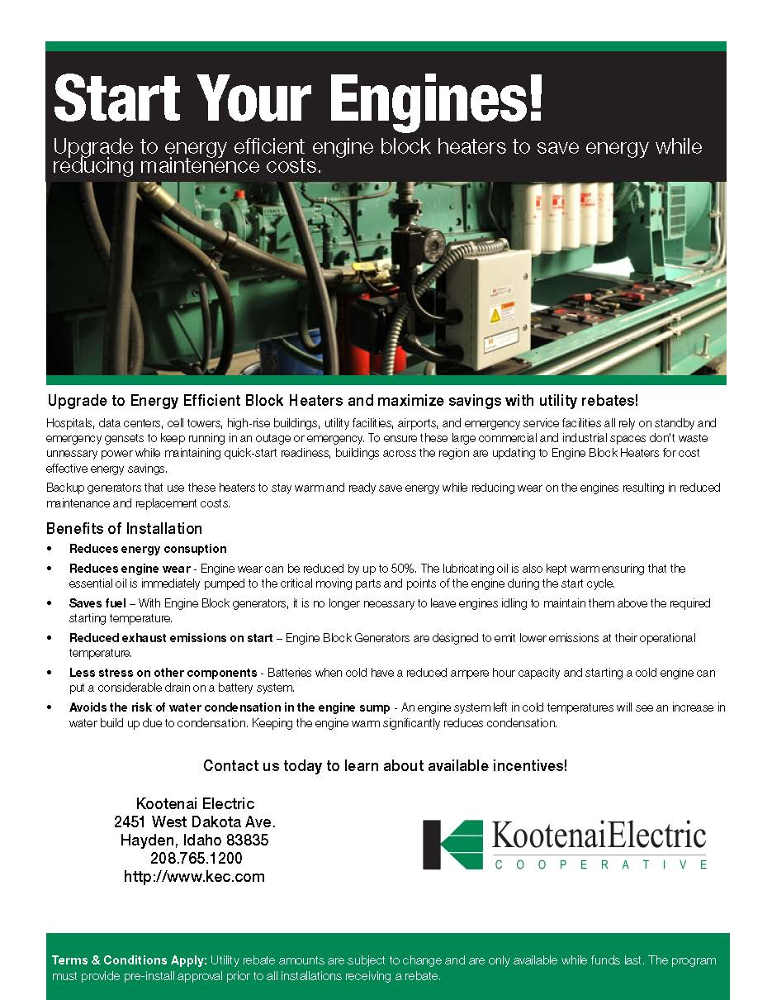 Start Your Engines!
Upgrade to energy efficient engine block heaters to save energy while
reducing maintenence costs.
Upgrade to Energy Efficient Block Heaters and maximize savings with utility rebates!
Hospitals, data centers, cell towers, high-rise buildings, utility facilities, airports, and emergency service facilities all rely on standby and
emergency gensets to keep running in an outage or emergency. To ensure these large commercial and industrial spaces don't waste
unnessary power while maintaining quick-start readiness, buildings across the region are updating to Engine Block Heaters for cost
effective energy savings.
Backup generators that use these heaters to stay warm and ready save energy while reducing wear on the engines resulting in reduced
maintenance and replacement costs.
Benefits of Installation
• Reduces energy consuption
• Reduces engine wear - Engine wear can be reduced by up to 50%. The lubricating oil is also kept warm ensuring that the
essential oil is immediately pumped to the critical moving parts and points of the engine during the start cycle.
• Saves fuel – With Engine Block generators, it is no longer necessary to leave engines idling to maintain them above the required
starting temperature.
• Reduced exhaust emissions on start – Engine Block Generators are designed to emit lower emissions at their operational
temperature.
• Less stress on other components - Batteries when cold have a reduced ampere hour capacity and starting a cold engine can
put a considerable drain on a battery system.
• Avoids the risk of water condensation in the engine sump - An engine system left in cold temperatures will see an increase in
water build up due to condensation. Keeping the engine warm significantly reduces condensation.
Contact us today to learn about available incentives!
Kootenai Electric
2451 West Dakota Ave.
Hayden, Idaho 83835
208.765.1200
http://www.kec.com
KootenaiElectric
COOPERATIVE
Terms & Conditions Apply: Utility rebate amounts are subject to change and are only available while funds last. The program
must provide pre-install approval prior to all installations receiving a rebate.